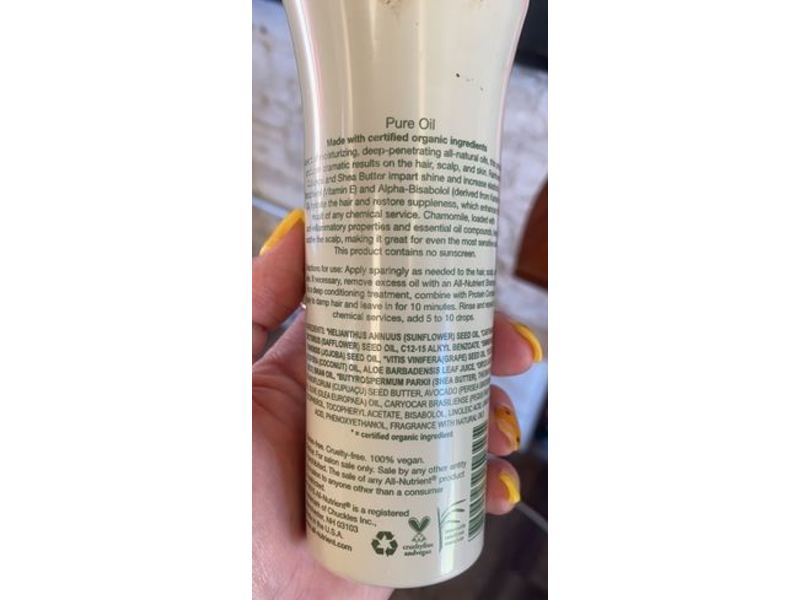 Pure Oil
Made with certified organic ingredients
moisturizing, deep-penetrating all-natural oils,
dramatic results on the hair, scalp, and skin.
and Shea Butter impart shine and increase
(Vitamin E) and Alpha-Bisabolol (derived from
the hair and restore suppleness, which
of any chemical service. Chamomile, loaded with
properties and essential oil compounds,
scalp, making it great for even the most sensitive
This product contains no sunscreen.
for use: Apply sparingly as needed to the hair,
If necessary, remove excess oil with an All-Nutrient
a deep conditioning treatment, combine with Protein
to damp hair and leave in for 10 minutes. Rinse and
chemical services, add 5 to 10 drops.
*HELIANTHUS ANNUUS (SUNFLOWER) SEED OIL,
(SAFFLOWER) SEED OIL, C12-15 ALKYL BENZOATE,
(JOJOBA) SEED OIL, *VITIS VINIFERA(GRAPE) SEED OIL,
(COCONUT) OIL, ALOE BARBADENSIS LEAF JUICE,
BRAN OIL, *BUTYROSPERMUM PARKII (SHEA BUTTER),
(CUPUAÇU) SEED BUTTER, AVOCADO (PERSEA
(OLEA EUROPAEA) OIL, CARYOCAR BRASILIENSE
TOCOPHERYL ACETATE, BISABOLOL, LINOLEIC
ACID, PHENOXYETHANOL, FRAGRANCE WITH NATURAL OILS
* = certified organic ingredient
Cruelty-free. 100% vegan.
For salon sale only. Sale by any other entity
The sale of any All-Nutrient® product
to anyone other than a consumer
All-Nutrient® is a registered
of Chuckles Inc.,
NH 03103
U.S.A.
crueltyfree
andvegan